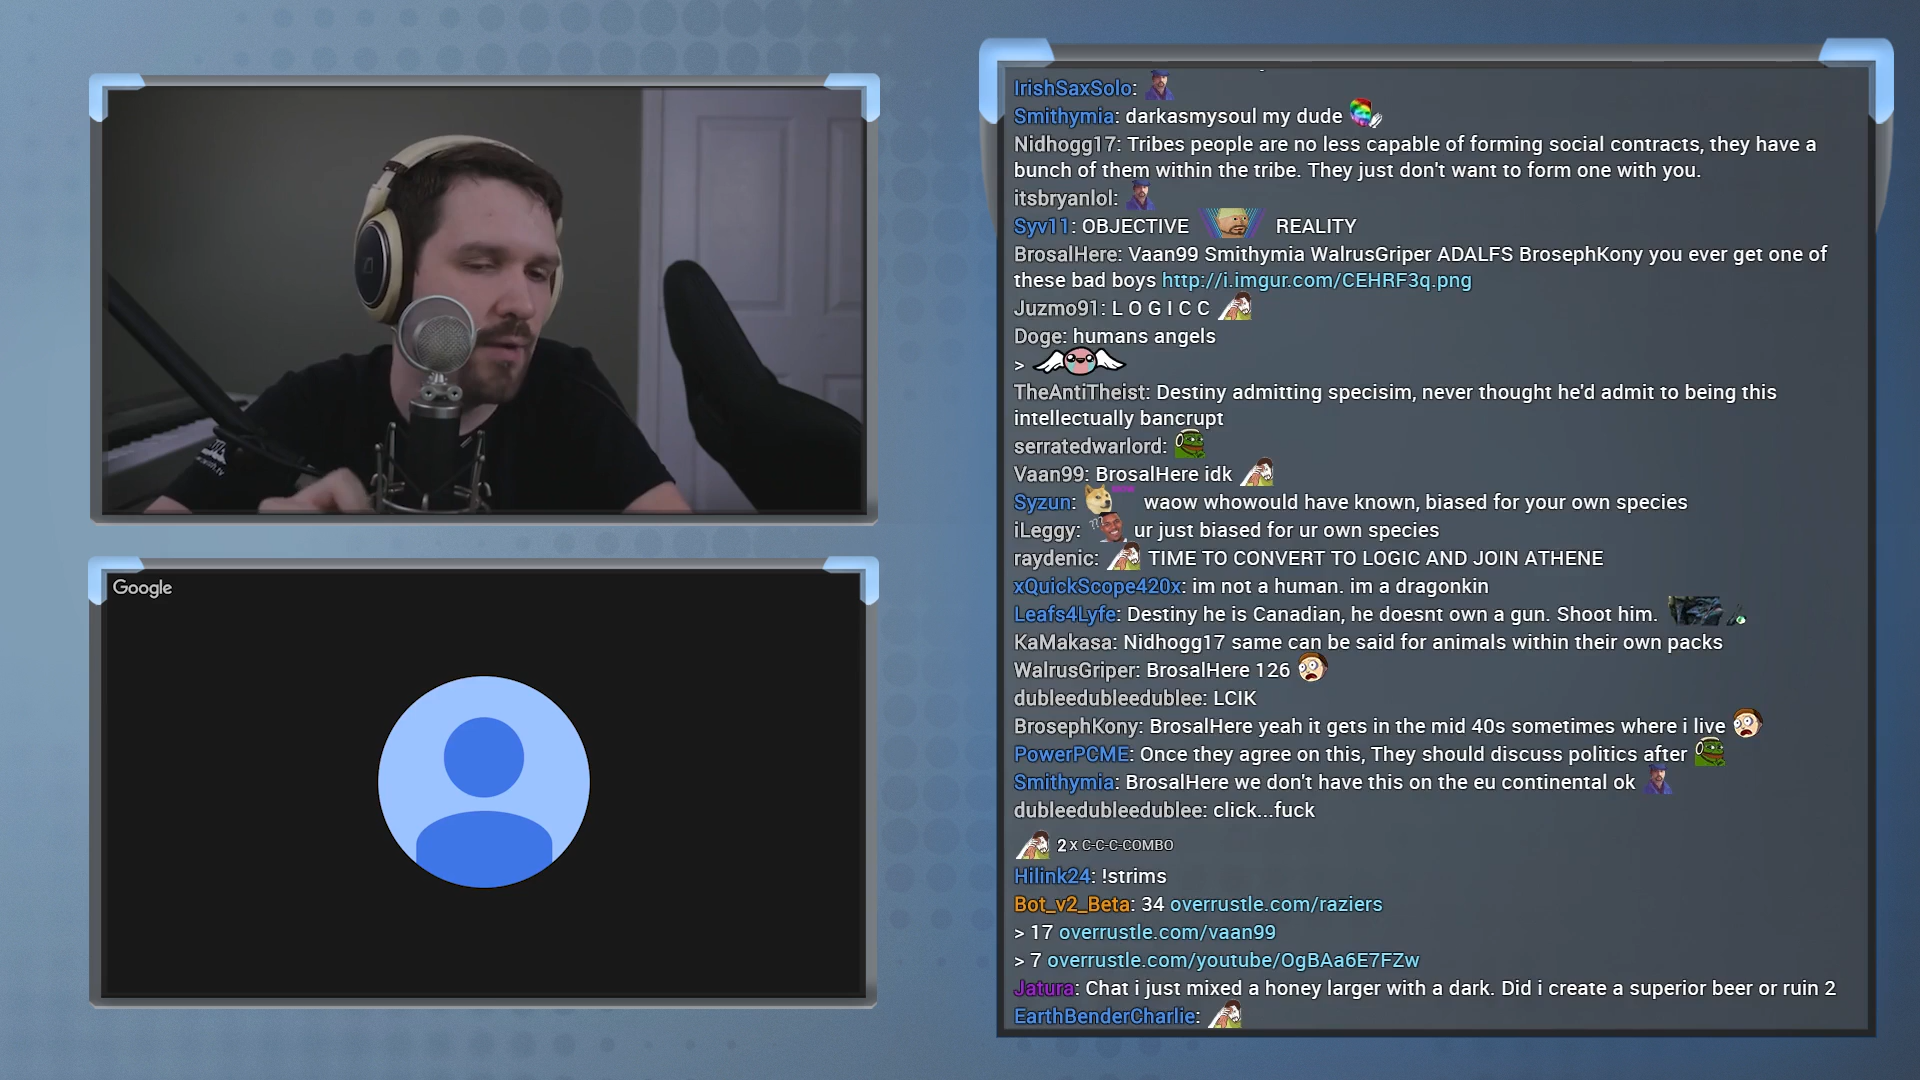 IrishSaxSolo:
Smithymia: darkasmysoul my dude
Nidhogg17: Tribes people are no less capable of forming social contracts, they have a
bunch of them within the tribe. They just don't want to form one with you.
itsbryanlol:
Syv11: OBJECTIVE REALITY
BrosalHere: Vaan99 Smithymia WalrusGriper ADALFS BrosephKony you ever get one of
these bad boys http://i.imgur.com/CEHRF3q.png
Juzmo91: L O G I C C
Doge: humans angels
>
TheAntiTheist: Destiny admitting specisim, never thought he'd admit to being this
intellectually bancrupt
serratedwarlord:
Vaan99: BrosalHere idk
Syzun: waow whowould have known, biased for your own species
iLeggy: ur just biased for ur own species
raydenic: TIME TO CONVERT TO LOGIC AND JOIN ATHENE
xQuickScope420x: im not a human. im a dragonkin
Leafs4Lyfe: Destiny he is Canadian, he doesnt own a gun. Shoot him.
KaMakasa: Nidhogg17 same can be said for animals within their own packs
WalrusGriper: BrosalHere 126
dubleedubleedublee: LCIK
BrosephKony: BrosalHere yeah it gets in the mid 40s sometimes where i live
PowerPCME: Once they agree on this, They should discuss politics after
Smithymia: BrosalHere we don't have this on the eu continental ok
dubleedubleedublee: click...fuck
2 x C-C-C-COMBO
Hilink24: !strims
Bot_v2_Beta: 34 overrustle.com/raziers
> 17 overrustle.com/vaan99
> 7 overrustle.com/youtube/OgBAa6E7FZw
Jatura: Chat i just mixed a honey larger with a dark. Did i create a superior beer or ruin 2
EarthBenderCharlie:
Google